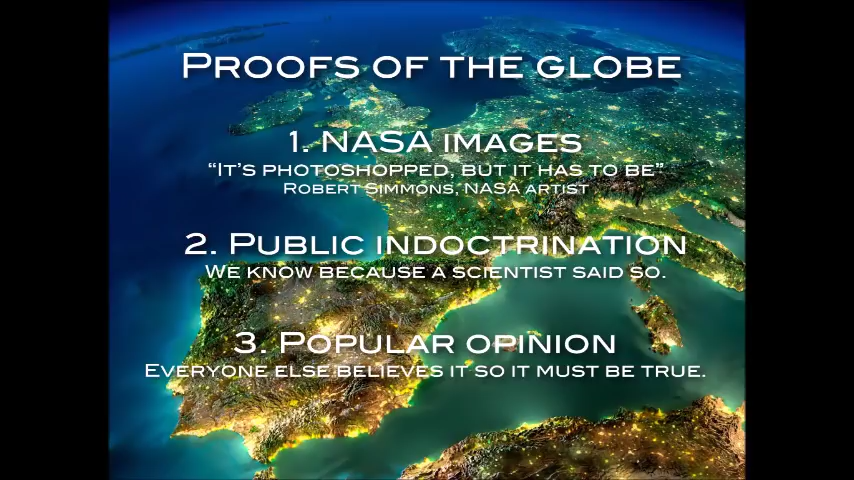 PROOFS OF THE GLOBE
1. NASA IMAGES
“IT’S PHOTOSHOPPED, BUT IT HAS TO BE”
ROBERT SIMMONS, NASA ARTIST
2. PUBLIC INDOCTRINATION
WE KNOW BECAUSE A SCIENTIST SAID SO.
3. POPULAR OPINION
EVERYONE ELSE BELIEVES IT SO IT MUST BE TRUE.